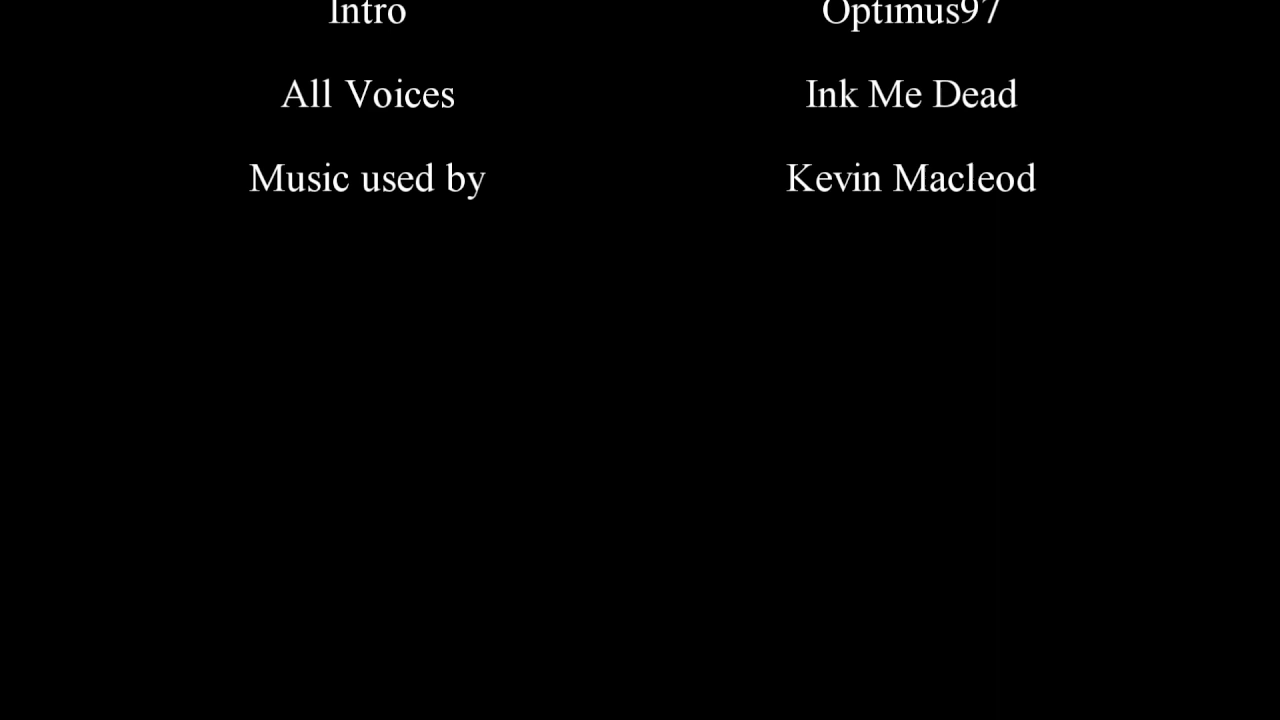 Intro Optimus97
All Voices Ink Me Dead
Music used by Kevin Macleod